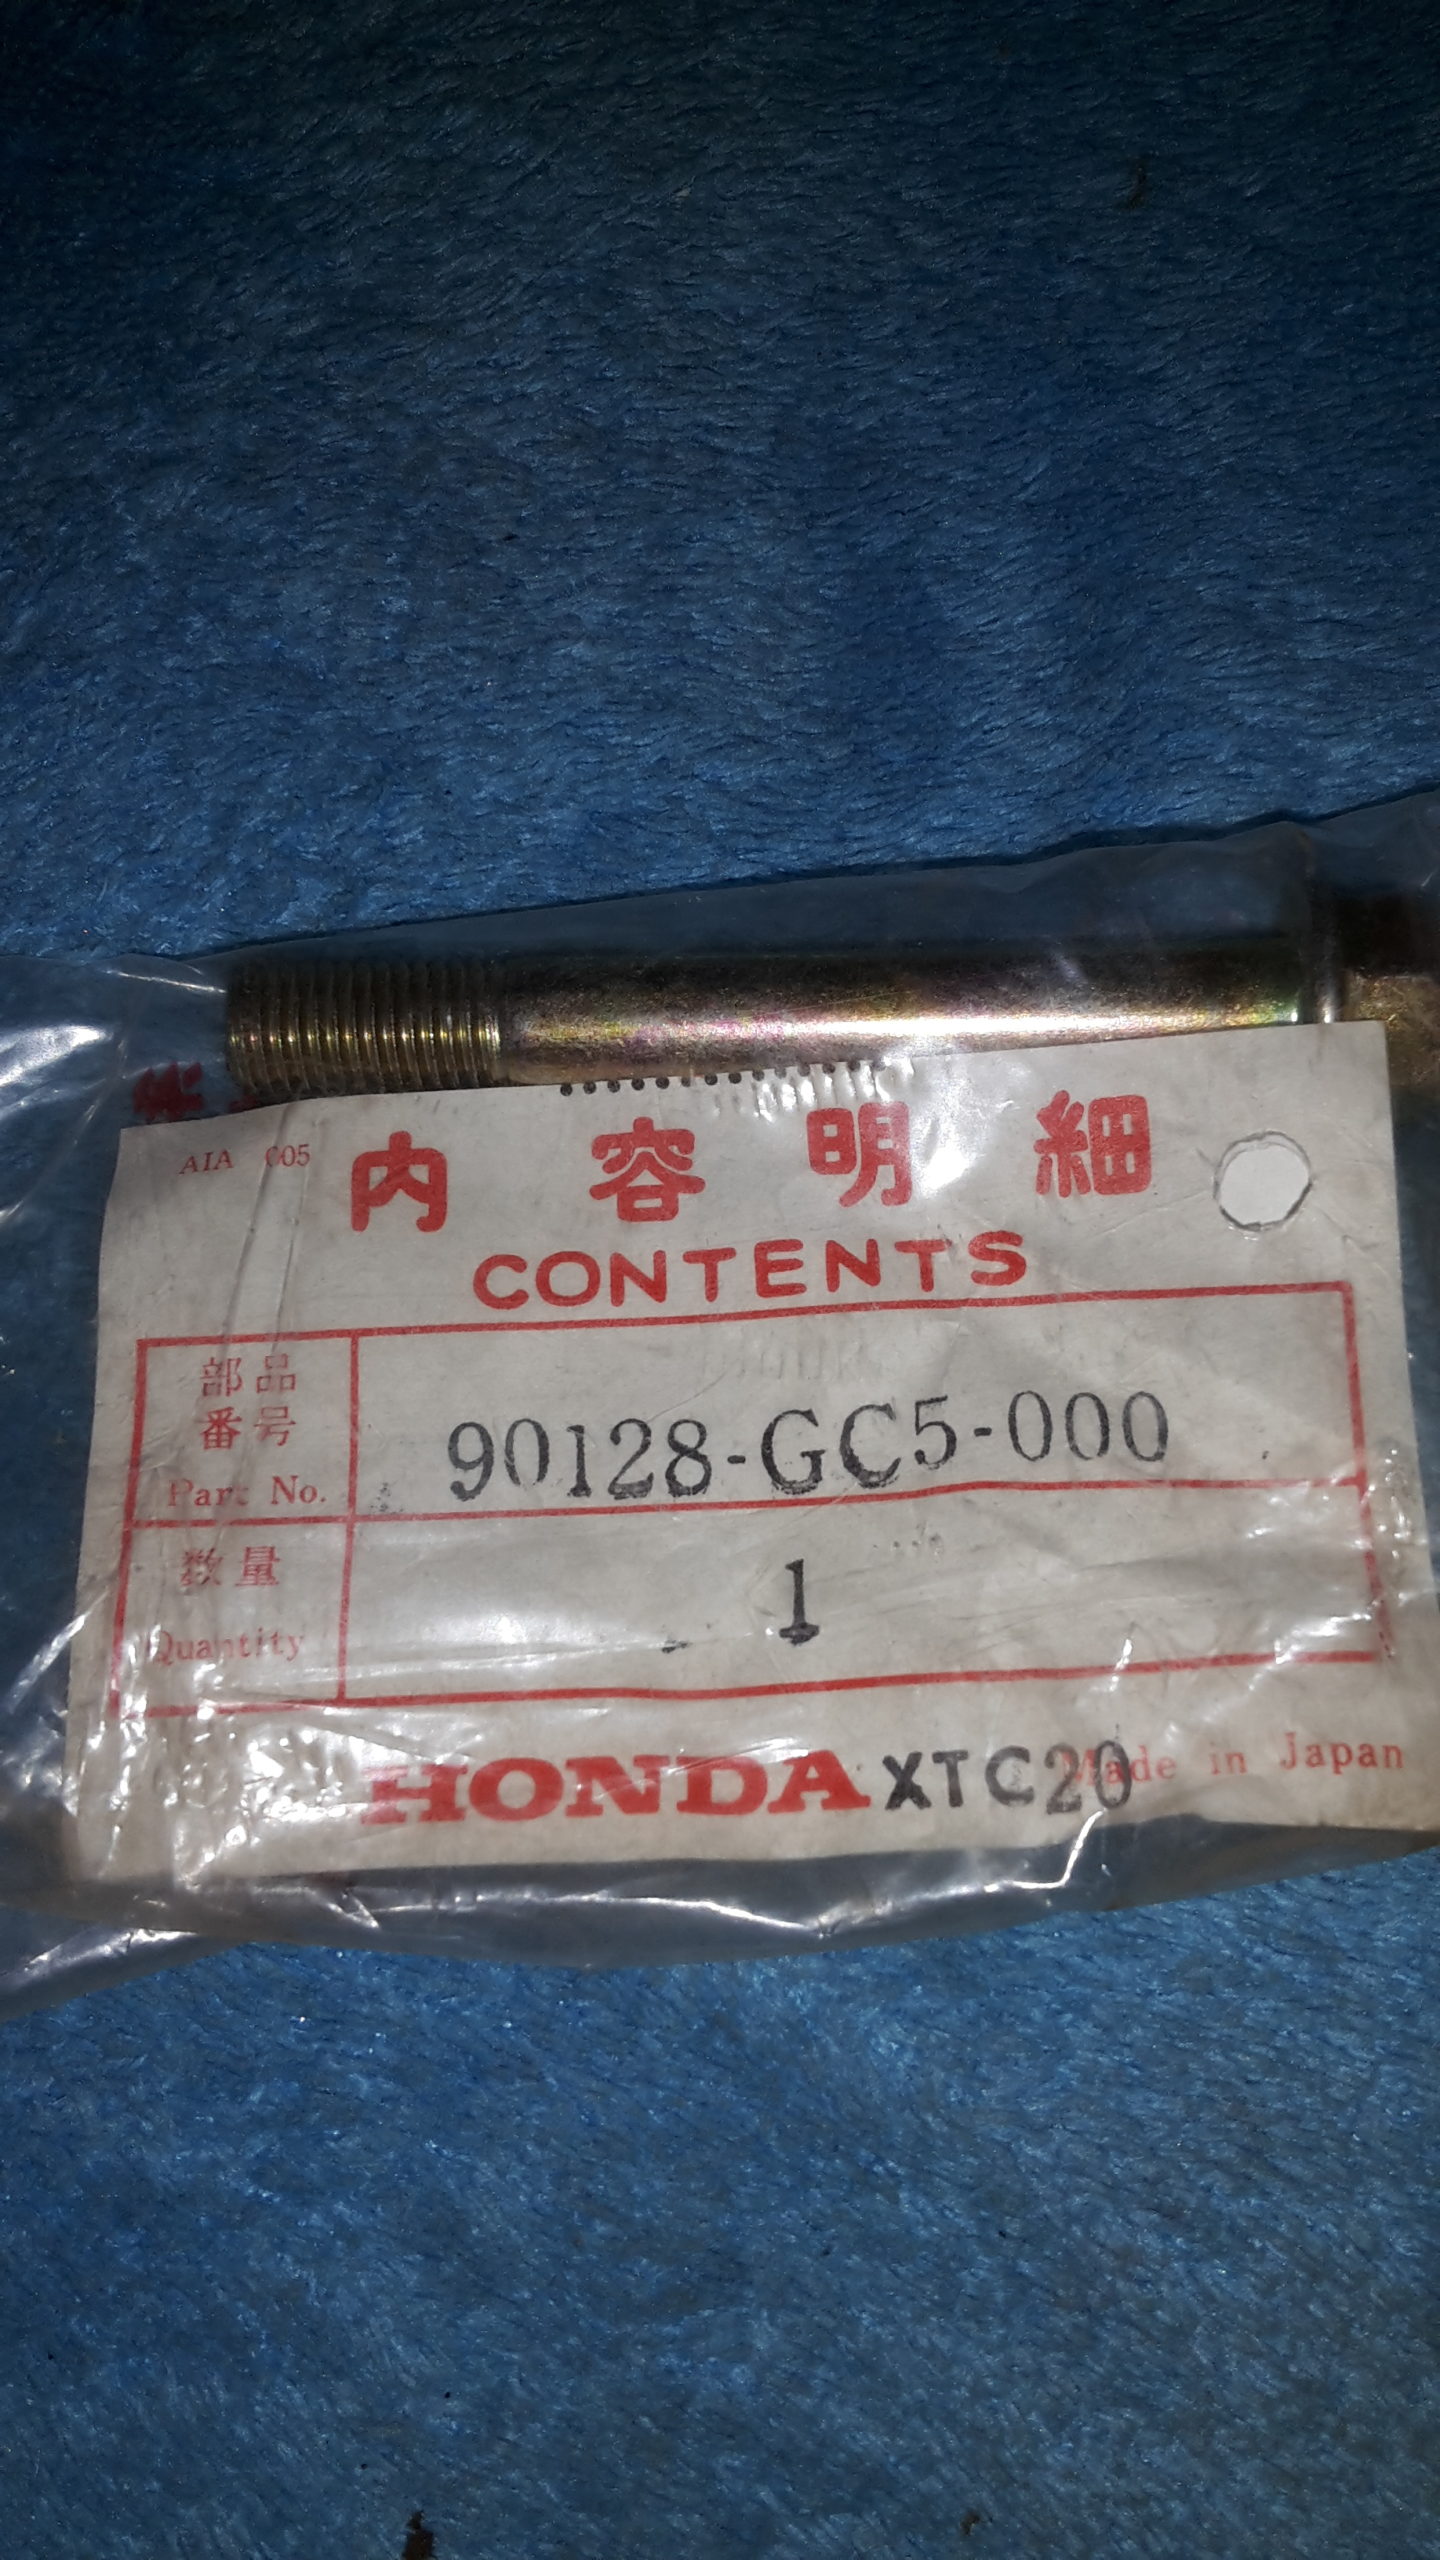 AIA 005
内容明細
CONTENTS
部品
番号
Part No.
90128-GC5-000
数量
Quantity
1
HONDA XTC20 Made in Japan